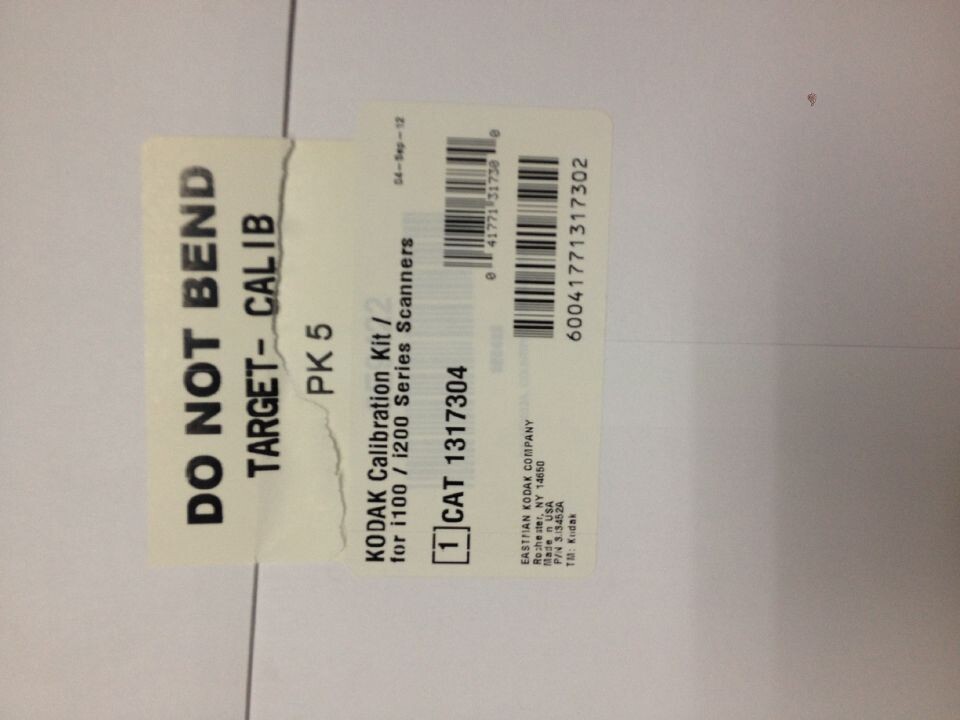 DO NOT BEND
TARGET- CALIB
PK 5
04-Sep-12
KODAK Calibration Kit /
for i100 / i200 Series Scanners
[1] CAT 1317304
0 41771 31730 0
60041771317302
EASTMAN KODAK COMPANY
Rochester, NY 14650
Made in USA
P/N
TM: Kodak